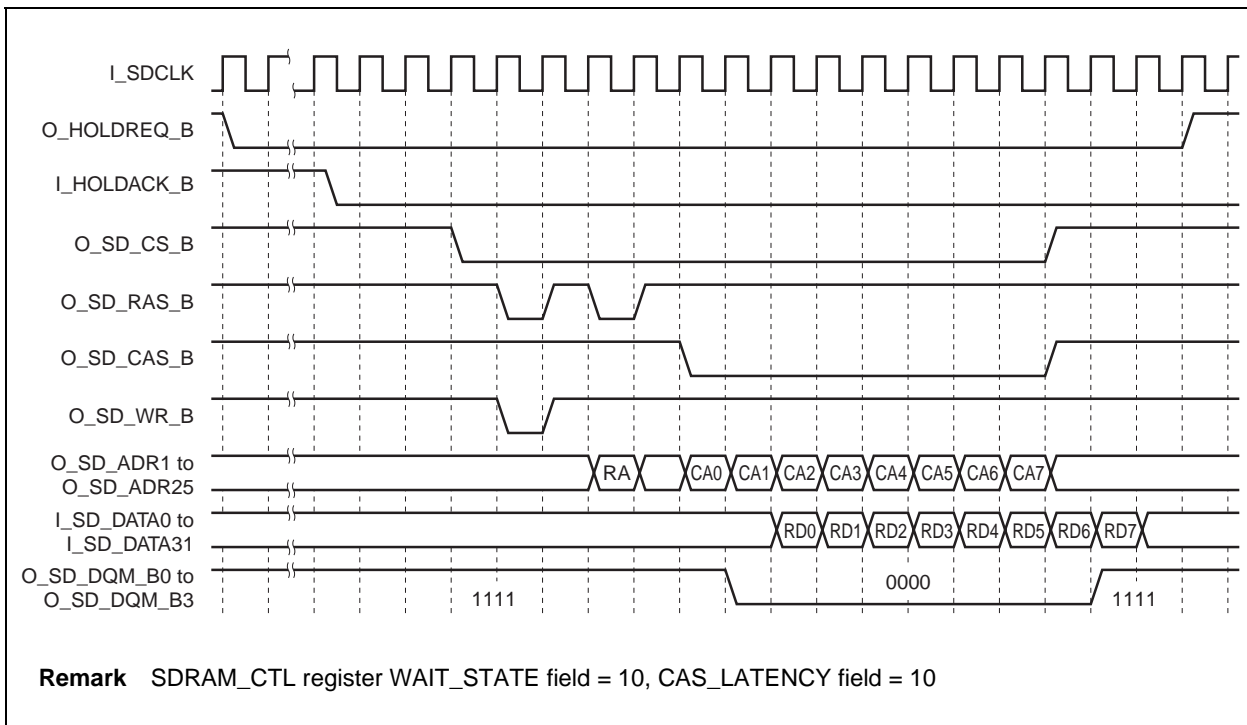 I_SDCLK
O_HOLDREQ_B
I_HOLDACK_B
O_SD_CS_B
O_SD_RAS_B
O_SD_CAS_B
O_SD_WR_B
O_SD_ADR1 to
O_SD_ADR25
RA CA0 CA1 CA2 CA3 CA4 CA5 CA6 CA7
I_SD_DATA0 to
I_SD_DATA31
RD0 RD1 RD2 RD3 RD4 RD5 RD6 RD7
O_SD_DQM_B0 to
O_SD_DQM_B3
1111 0000 1111
Remark SDRAM_CTL register WAIT_STATE field = 10, CAS_LATENCY field = 10